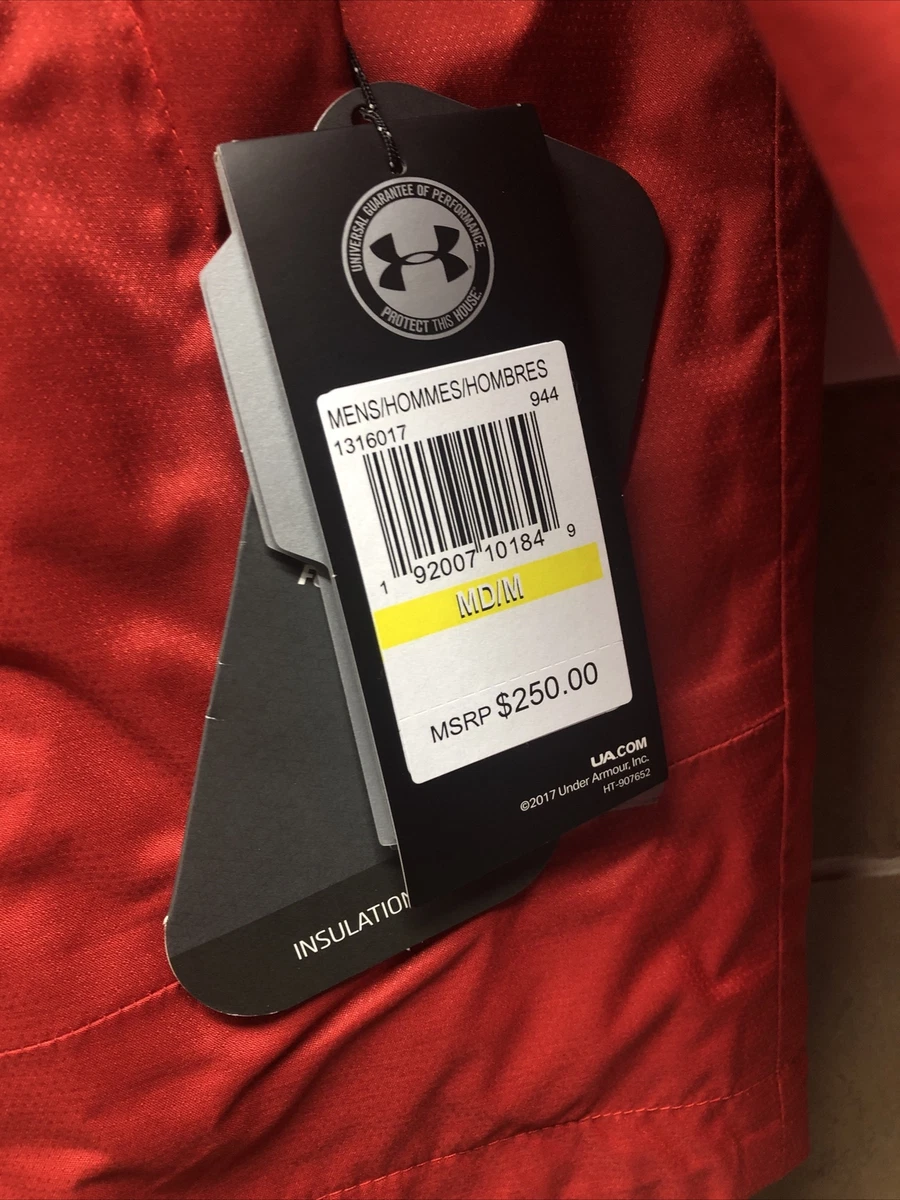 UNIVERSAL GUARANTEE OF PERFORMANCE.
PROTECT THIS HOUSE.
MENS/HOMMES/HOMBRES
1316017 944
1 92007 10184 9
MD/M
MSRP $250.00
UA.COM
©2017 Under Armour, Inc.
HT-907652
INSULATION